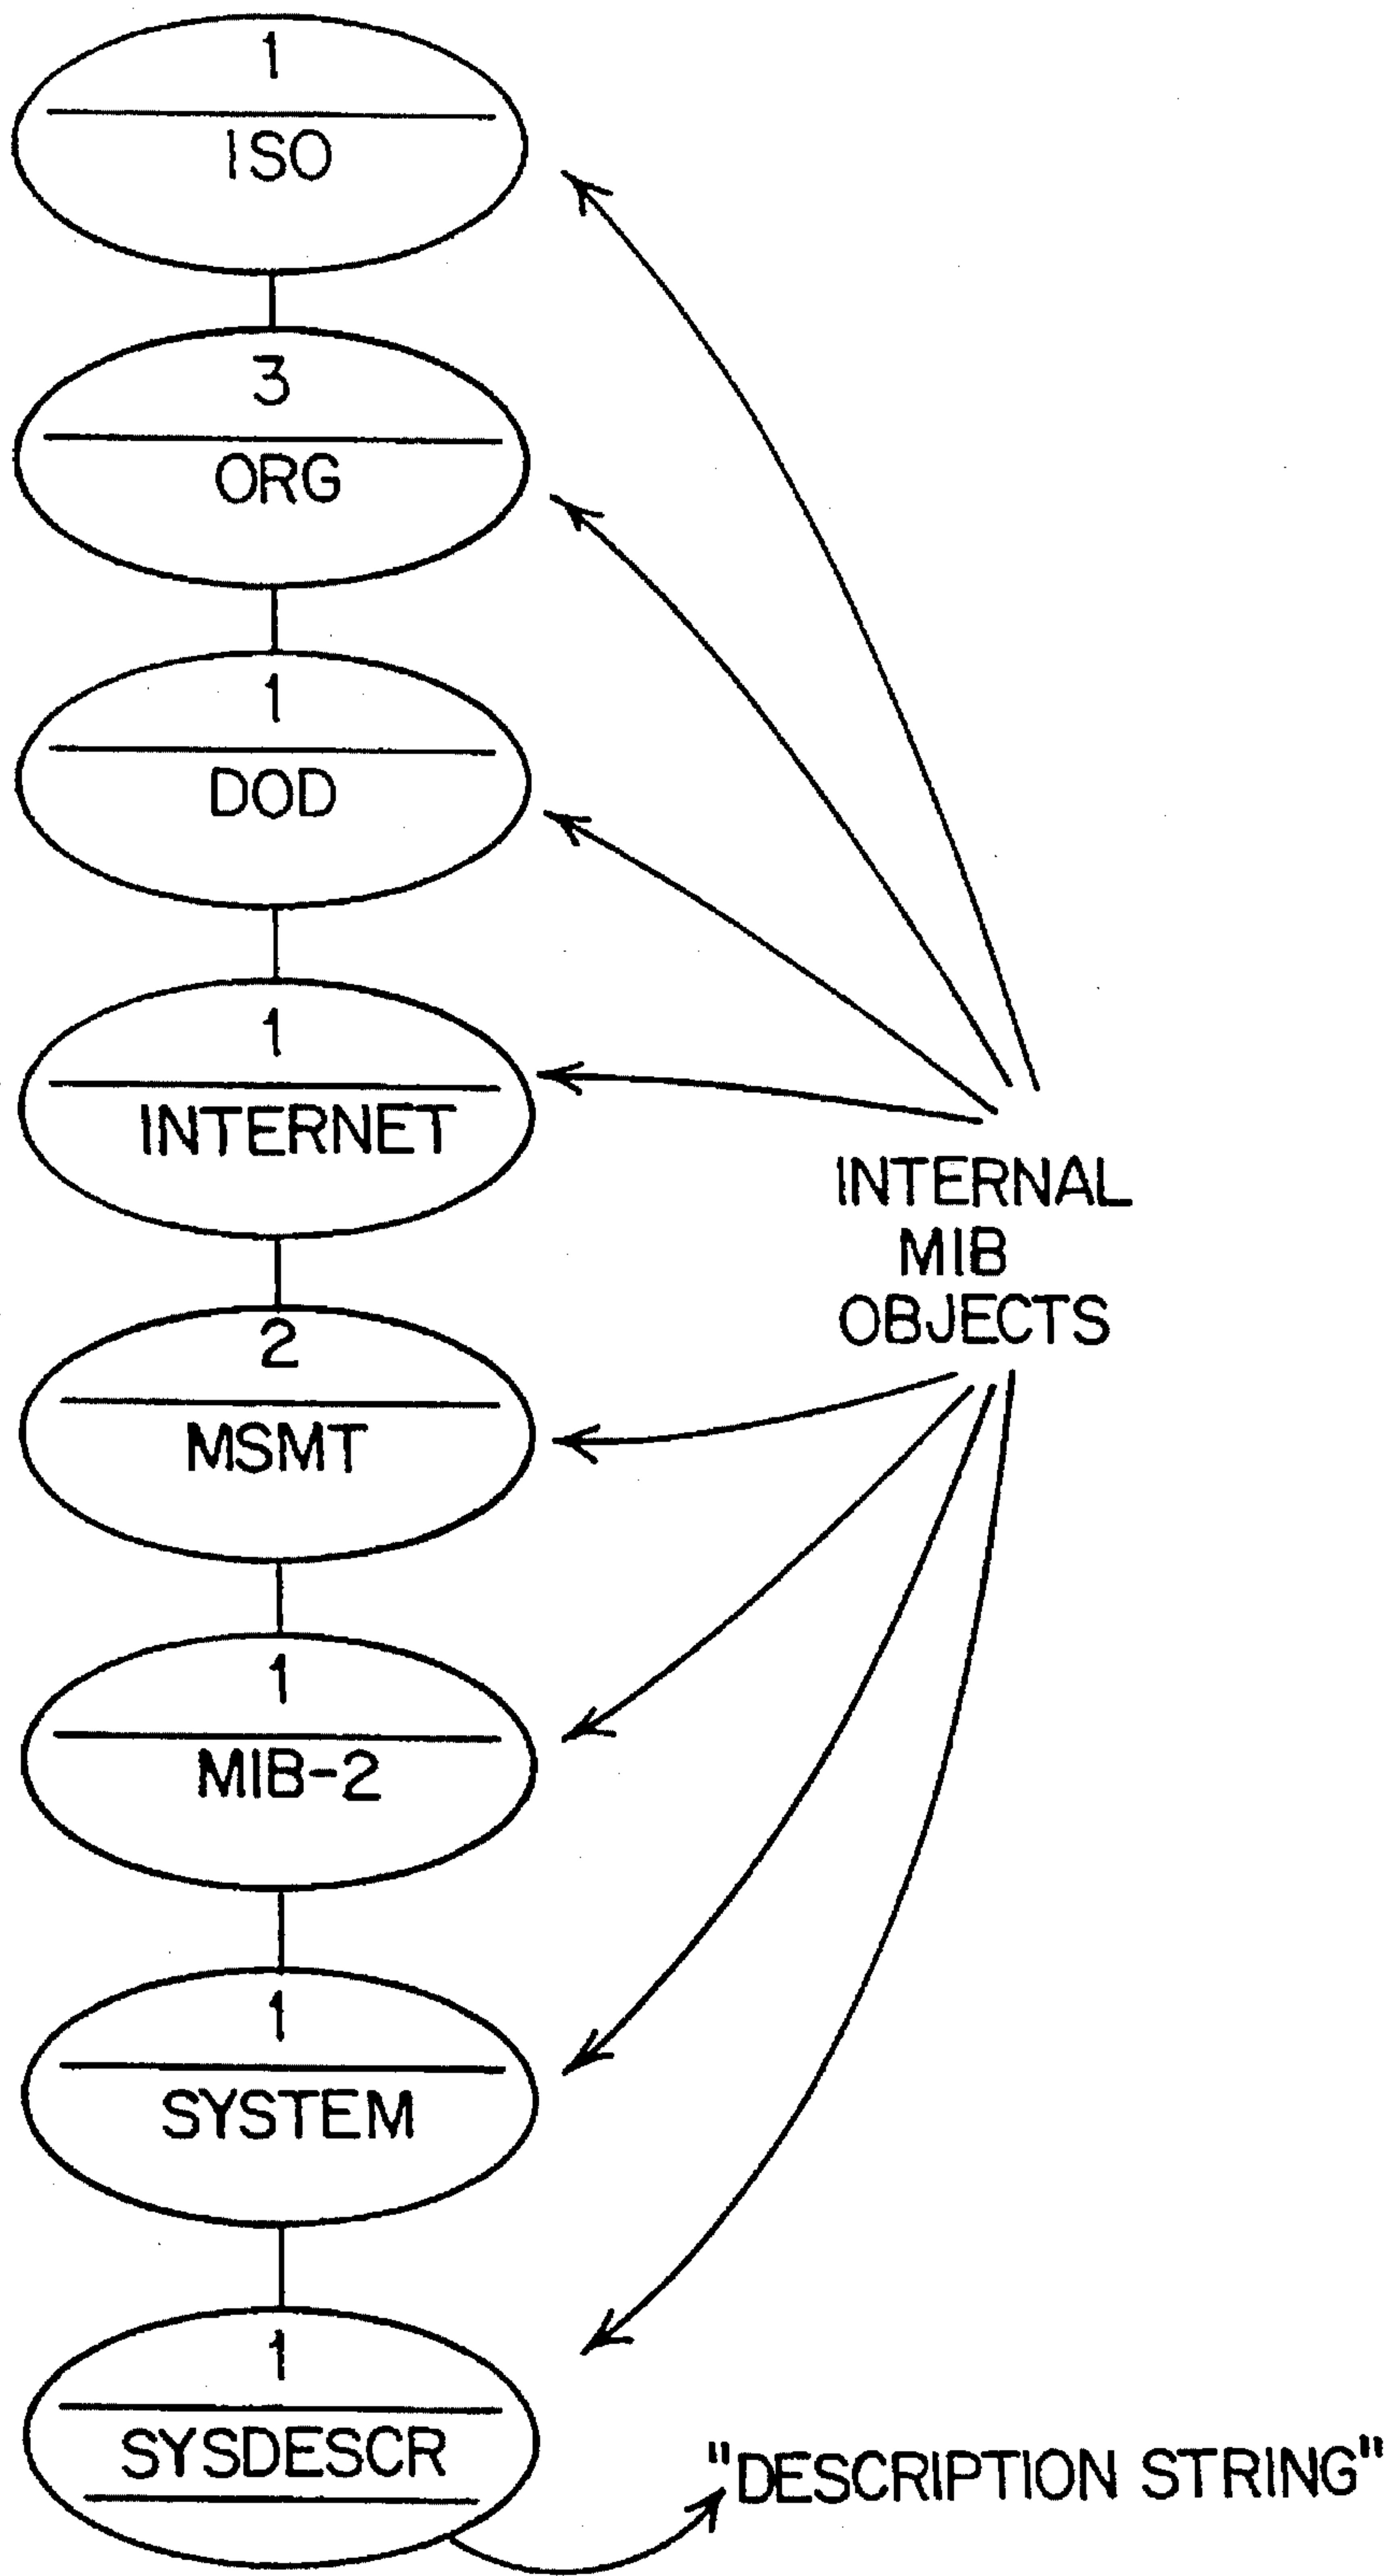 1
ISO
3
ORG
1
DOD
1
INTERNET
INTERNAL
MIB
OBJECTS
2
MSMT
1
MIB-2
1
SYSTEM
1
SYSDESCR
"DESCRIPTION STRING"